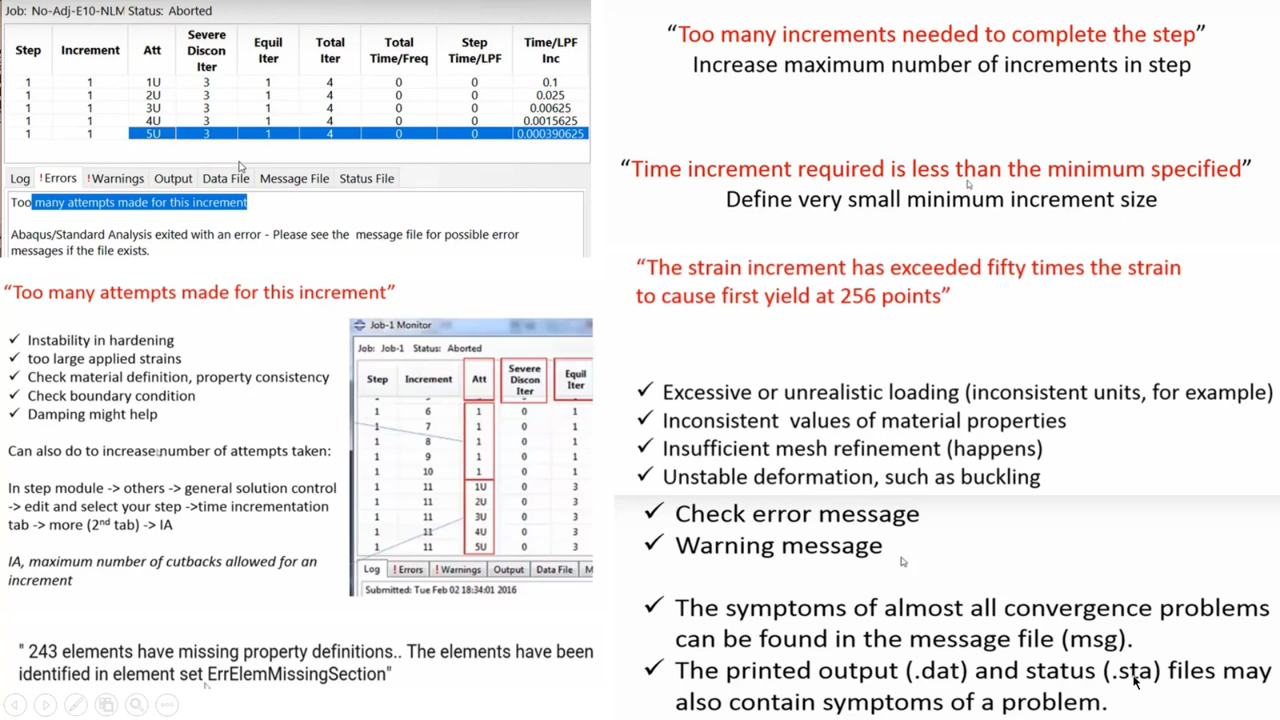 Job: No-Adj-E10-NLM Status: Aborted
Step Increment Att Severe Discon Iter Equil Iter Total Iter Total Time/Freq Step Time/LPF Time/LPF Inc
1 1 1U 3 1 4 0 0 0.1
1 1 2U 3 1 4 0 0 0.025
1 1 3U 3 1 4 0 0 0.00625
1 1 4U 3 1 4 0 0 0.0015625
1 1 5U 3 1 4 0 0 0.000390625
Log !Errors !Warnings Output Data File Message File Status File
Too many attempts made for this increment
Abaqus/Standard Analysis exited with an error - Please see the message file for possible error
messages if the file exists.
“Too many attempts made for this increment”
✓ Instability in hardening
✓ too large applied strains
✓ Check material definition, property consistency
✓ Check boundary condition
✓ Damping might help
Can also do to increase number of attempts taken:
In step module -> others -> general solution control
-> edit and select your step ->time incrementation
tab -> more (2nd tab) -> IA
IA, maximum number of cutbacks allowed for an
increment
Job-1 Monitor
Job: Job-1 Status: Aborted
Step Increment Att Severe Discon Iter Equil Iter
1 6 1 0 1
1 7 1 0 1
1 8 1 0 1
1 9 1 0 1
1 10 1 0 1
1 11 1U 0 3
1 11 2U 0 3
1 11 3U 0 3
1 11 4U 0 3
1 11 5U 0 3
Log !Errors !Warnings Output Data File M
Submitted: Tue Feb 02 18:34:01 2016
" 243 elements have missing property definitions.. The elements have been
identified in element set ErrElemMissingSection"
“Too many increments needed to complete the step”
Increase maximum number of increments in step
“Time increment required is less than the minimum specified”
Define very small minimum increment size
“The strain increment has exceeded fifty times the strain
to cause first yield at 256 points”
✓ Excessive or unrealistic loading (inconsistent units, for example)
✓ Inconsistent values of material properties
✓ Insufficient mesh refinement (happens)
✓ Unstable deformation, such as buckling
✓ Check error message
✓ Warning message
✓ The symptoms of almost all convergence problems
can be found in the message file (msg).
✓ The printed output (.dat) and status (.sta) files may
also contain symptoms of a problem.